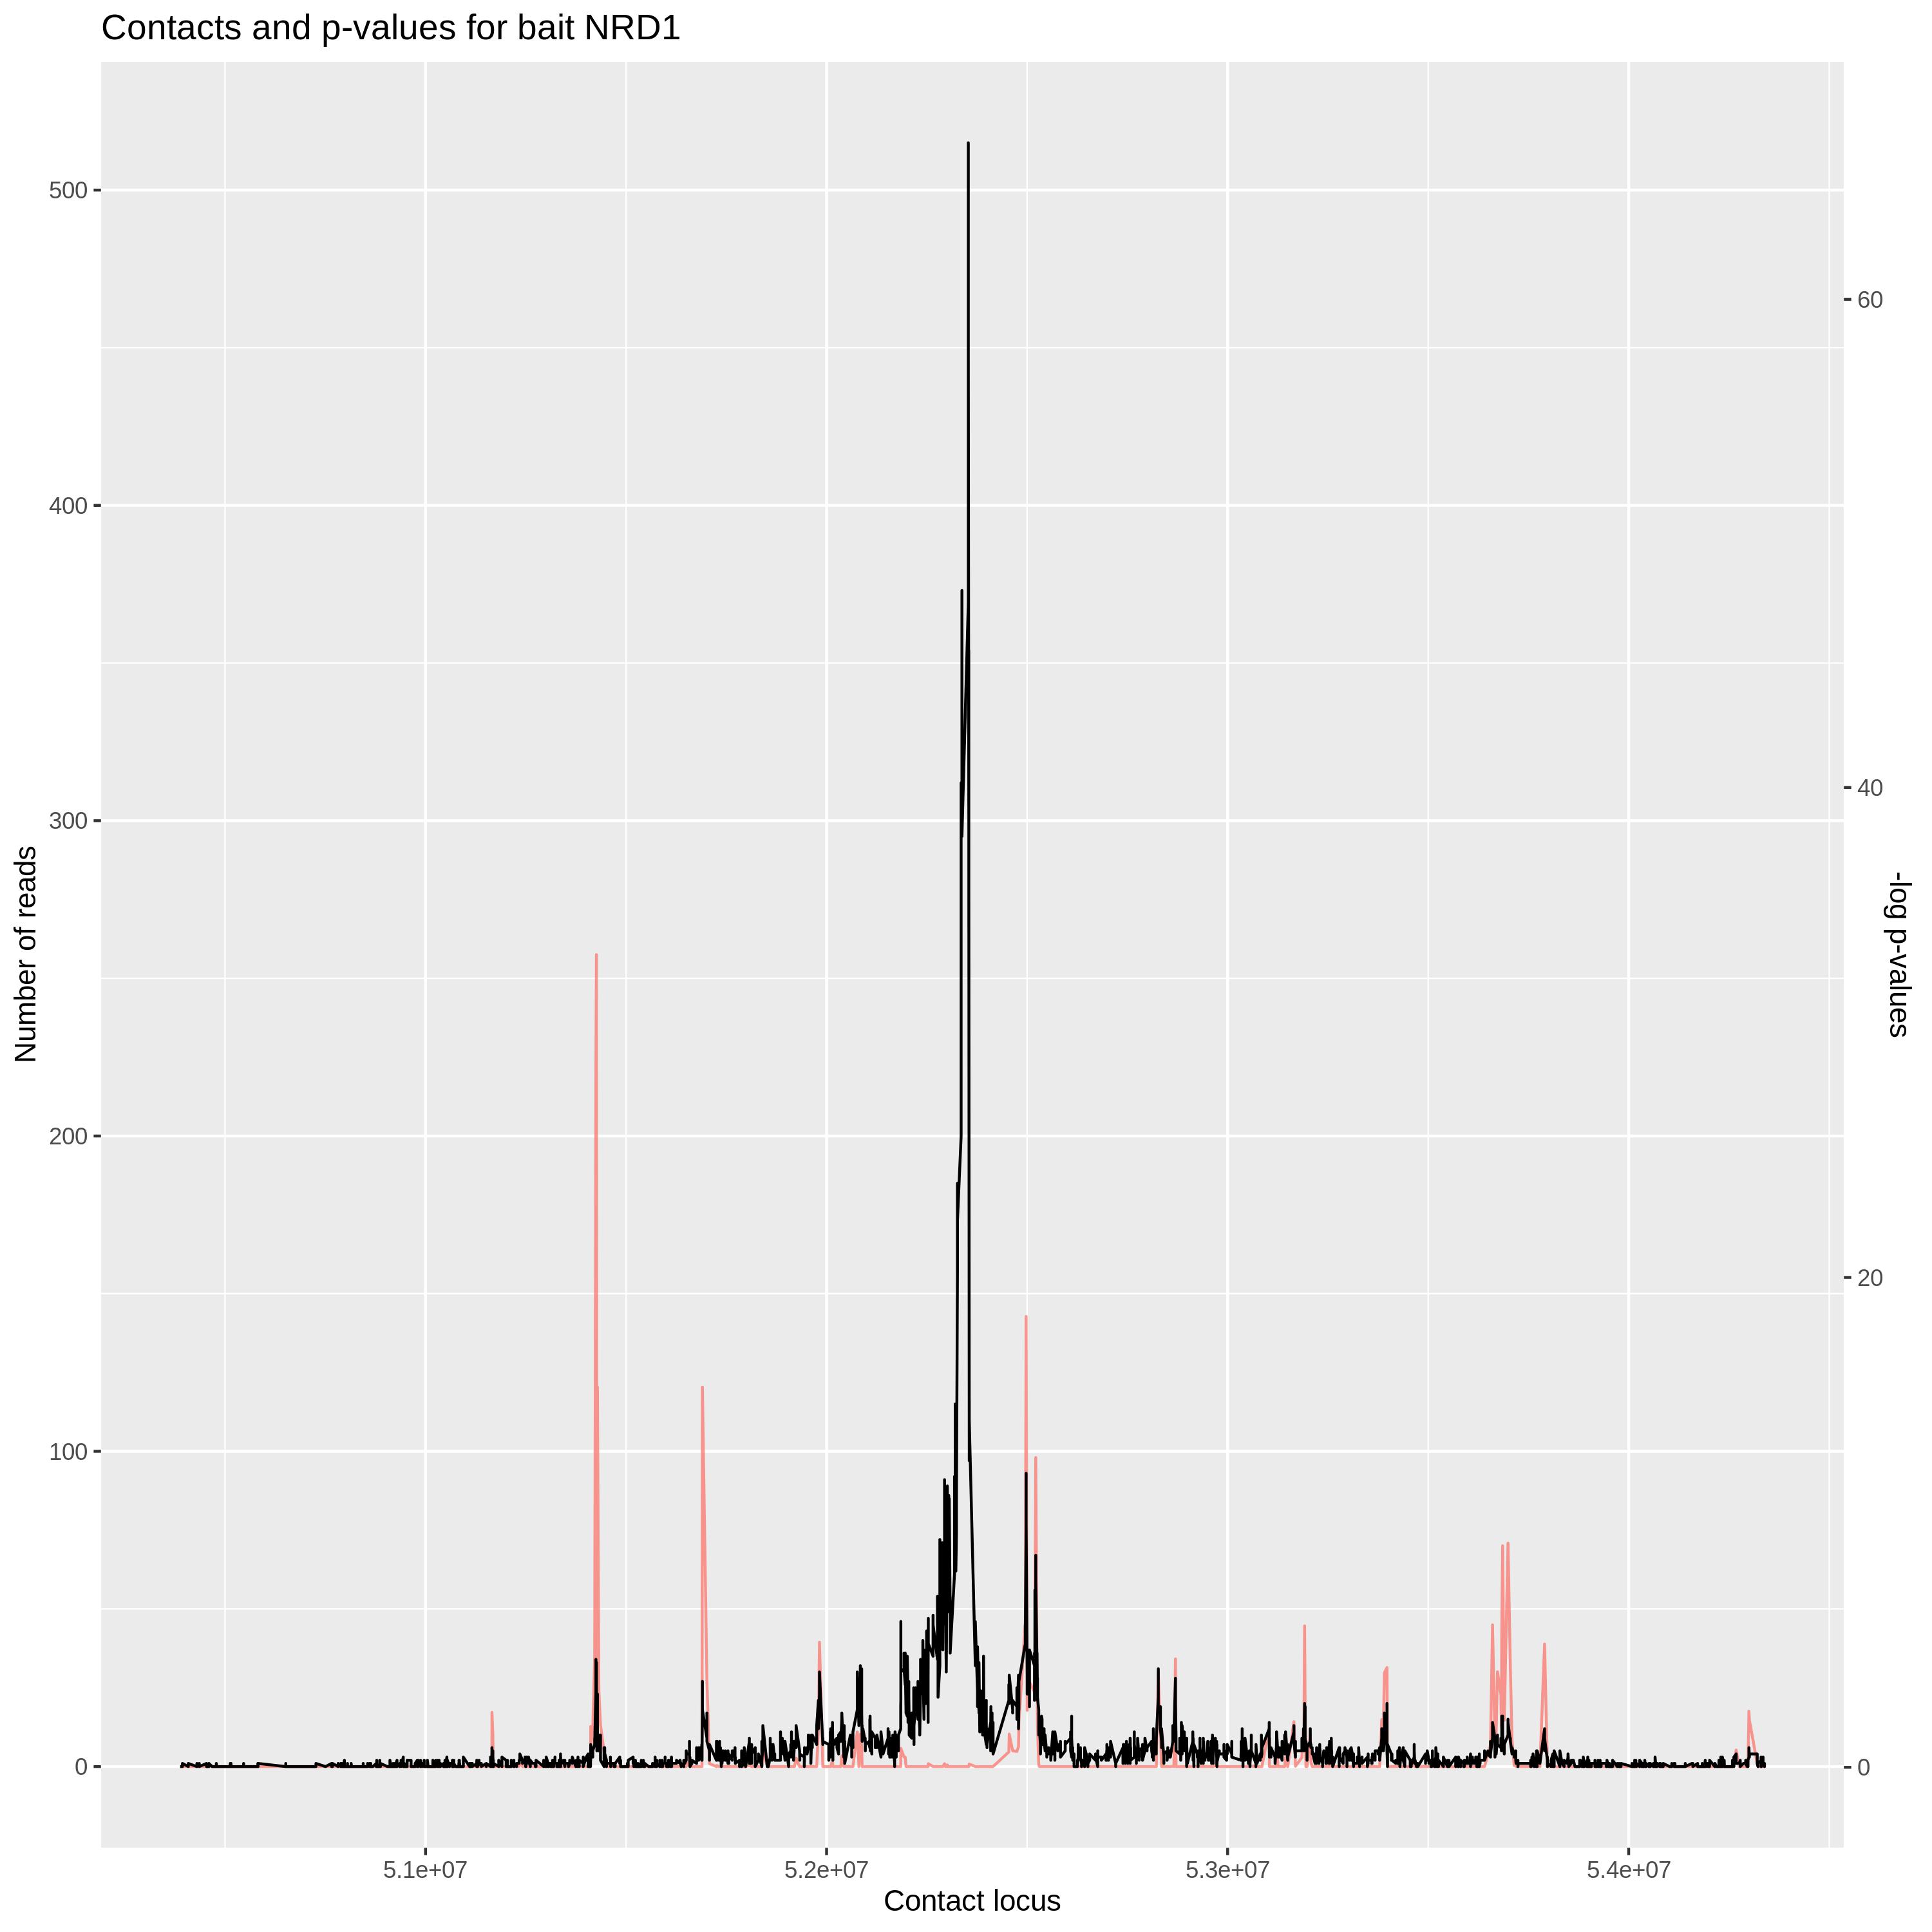 Contacts and p-values for bait NRD1
500
400
300
200
100
0
Number of reads
60
40
20
0
-log p-values
5.1e+07
5.2e+07
5.3e+07
5.4e+07
Contact locus